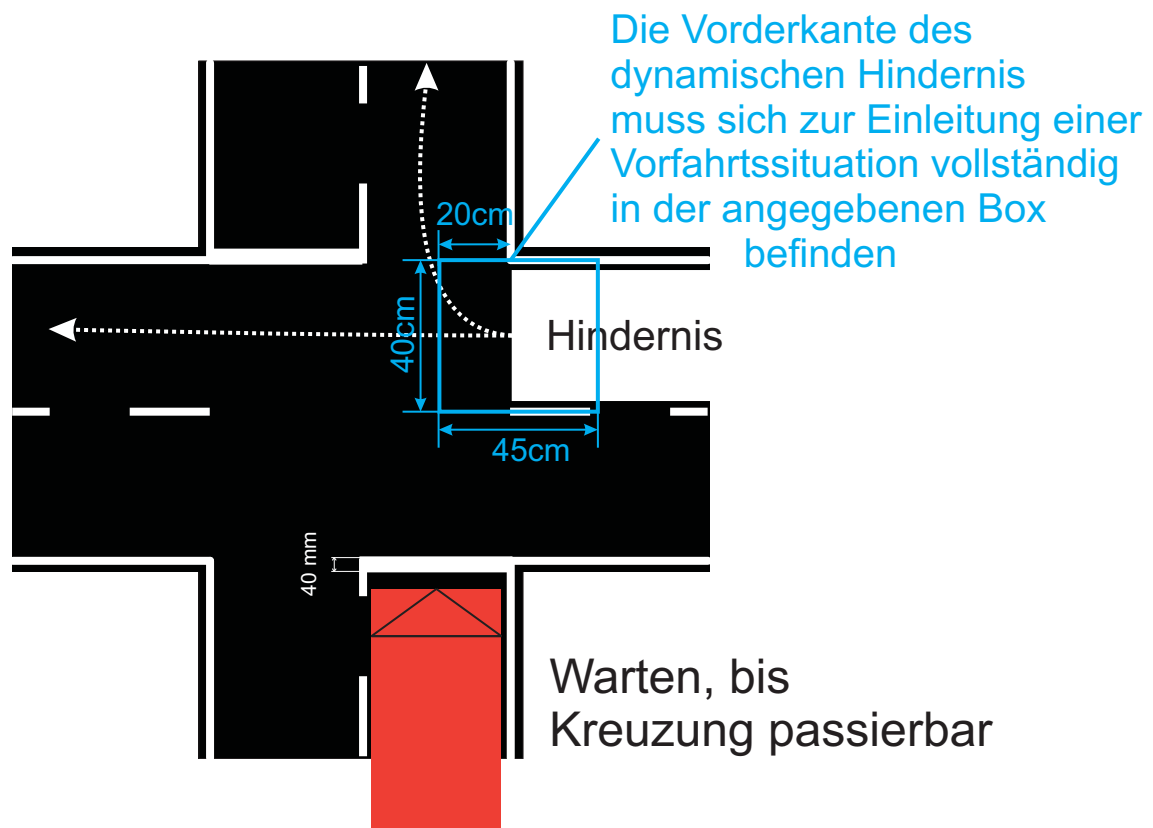 Die Vorderkante des
dynamischen Hindernis
muss sich zur Einleitung einer
Vorfahrtssituation vollständig
in der angegebenen Box
befinden
20cm
40cm
Hindernis
45cm
40 mm
Warten, bis
Kreuzung passierbar